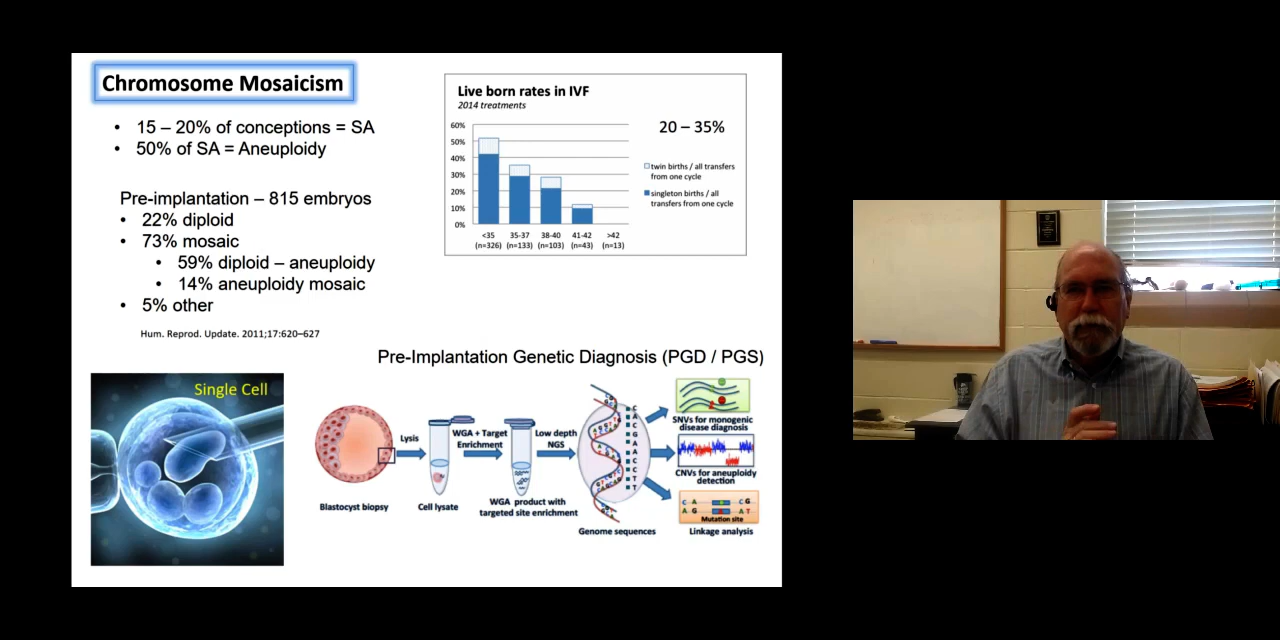 Chromosome Mosaicism
• 15 – 20% of conceptions = SA
• 50% of SA = Aneuploidy
Pre-implantation – 815 embryos
• 22% diploid
• 73% mosaic
• 59% diploid – aneuploidy
• 14% aneuploidy mosaic
• 5% other
Hum. Reprod. Update. 2011;17:620–627
Live born rates in IVF
2014 treatments
20 – 35%
60%
50%
40%
30%
20%
10%
0%
<35 35-37 38-40 41-42 >42
(n=326) (n=133) (n=103) (n=43) (n=13)
twin births / all transfers
from one cycle
singleton births / all
transfers from one cycle
Pre-Implantation Genetic Diagnosis (PGD / PGS)
Single Cell
Lysis
WGA + Target
Enrichment
Low depth
NGS
Blastocyst biopsy
Cell lysate
WGA product with
targeted site enrichment
C
A
C
G
A
A
C
C
T
T
Genome sequences
SNVs for monogenic
disease diagnosis
CNVs for aneuploidy
detection
C A C G
A G A T
Mutation site
Linkage analysis